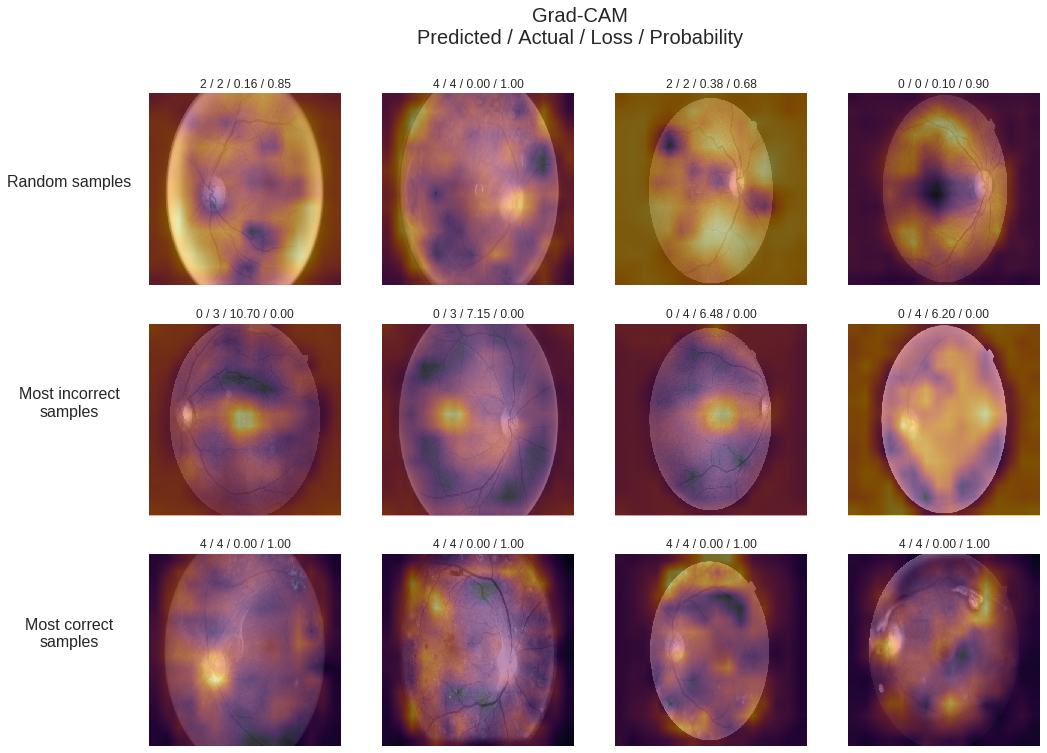 Grad-CAM
Predicted / Actual / Loss / Probability
2 / 2 / 0.16 / 0.85
4 / 4 / 0.00 / 1.00
2 / 2 / 0.38 / 0.68
0 / 0 / 0.10 / 0.90
Random samples
0 / 3 / 10.70 / 0.00
0 / 3 / 7.15 / 0.00
0 / 4 / 6.48 / 0.00
0 / 4 / 6.20 / 0.00
Most incorrect
samples
4 / 4 / 0.00 / 1.00
4 / 4 / 0.00 / 1.00
4 / 4 / 0.00 / 1.00
4 / 4 / 0.00 / 1.00
Most correct
samples